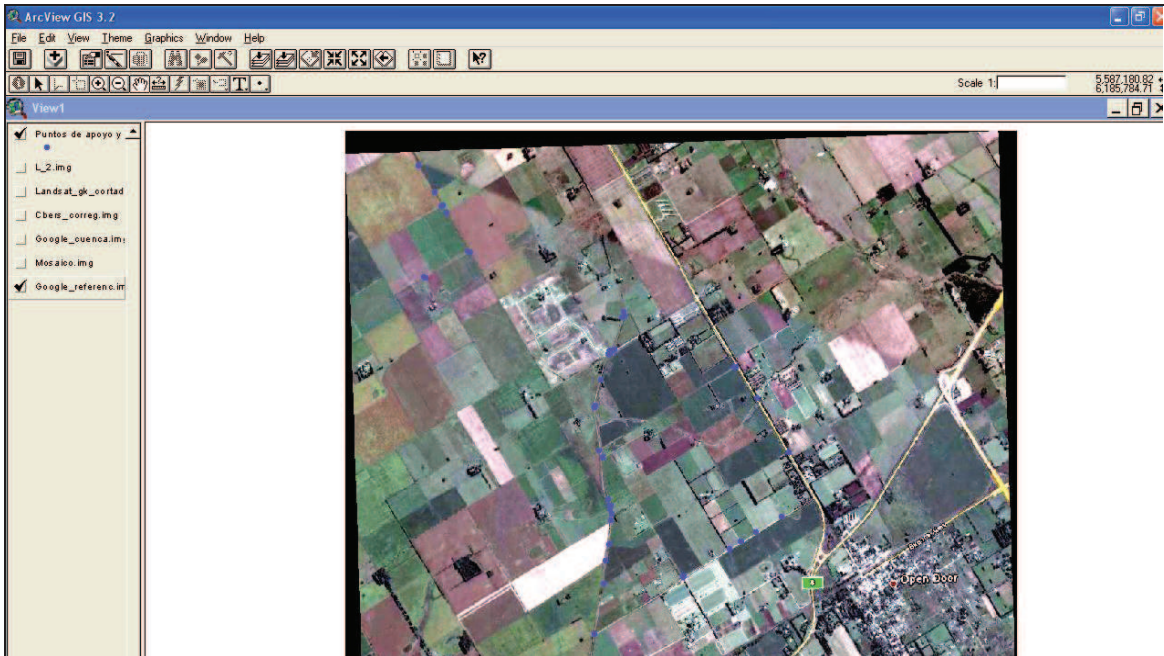 ArcView GIS 3.2
File Edit View Theme Graphics Window Help
Scale 1:
5,587,180.82
6,185,784.71
View1
Puntos de apoyo y
L_2.img
Landsat_gk_cortad
Cbers_correg.img
Google_cuenca.im
Mosaico.img
Google_referenc.im
Open Door